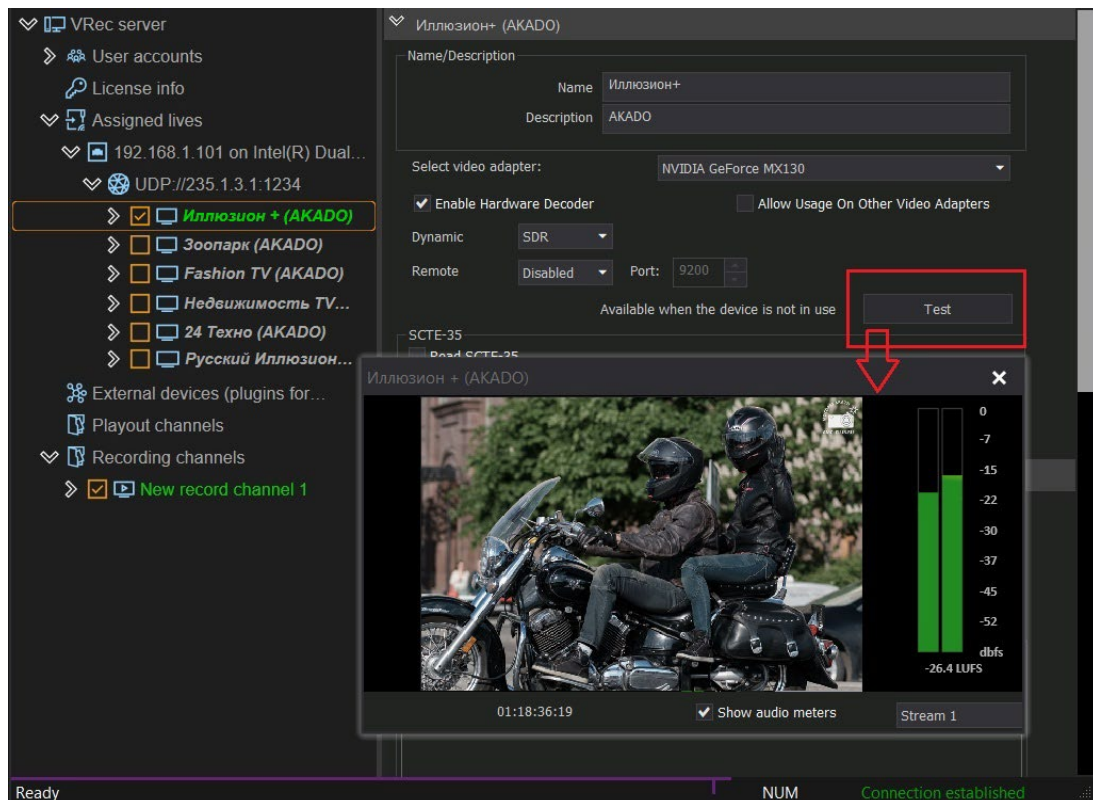 VRec server
User accounts
License info
Assigned lives
192.168.1.101 on Intel(R) Dual...
UDP://235.1.3.1:1234
Иллюзион + (AKADO)
Зоопарк (AKADO)
Fashion TV (AKADO)
Недвижимость TV...
24 Техно (AKADO)
Русский Иллюзион...
External devices (plugins for...
Playout channels
Recording channels
New record channel 1
Иллюзион+ (AKADO)
Name/Description
Name Иллюзион+
Description AKADO
Select video adapter: NVIDIA GeForce MX130
Enable Hardware Decoder Allow Usage On Other Video Adapters
Dynamic SDR
Remote Disabled Port: 9200
Available when the device is not in use Test
SCTE-35
Read SCTE-35
Иллюзион + (AKADO)
0
-7
-15
-22
-30
-37
-45
-52
dbfs
-26.4 LUFS
01:18:36:19 Show audio meters Stream 1
Ready NUM Connection established